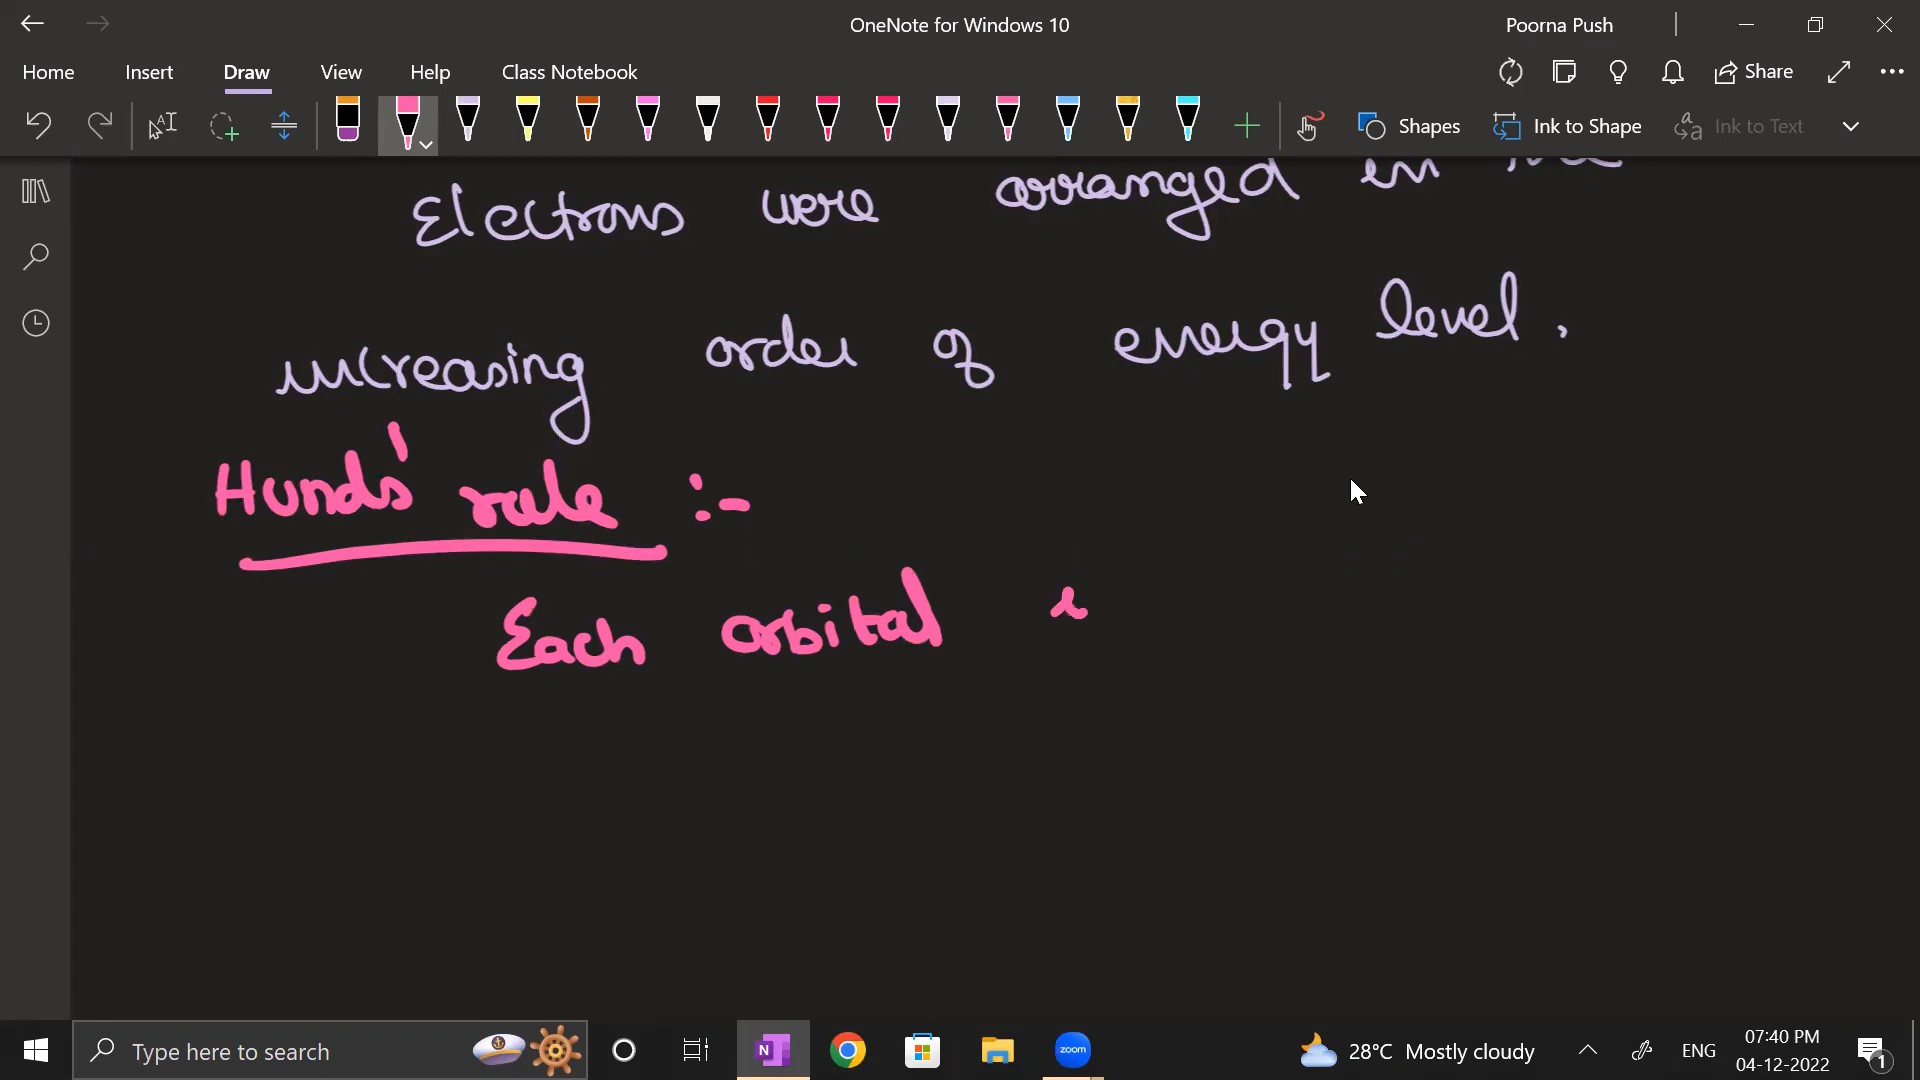 OneNote for Windows 10
Poorna Push
Home Insert Draw View Help Class Notebook
Share
Shapes Ink to Shape Ink to Text
Electrons were arranged in
increasing order of energy level.
Hunds' rule :-
Each orbital
Type here to search
N
zoom
28°C Mostly cloudy
ENG
07:40 PM
04-12-2022
1